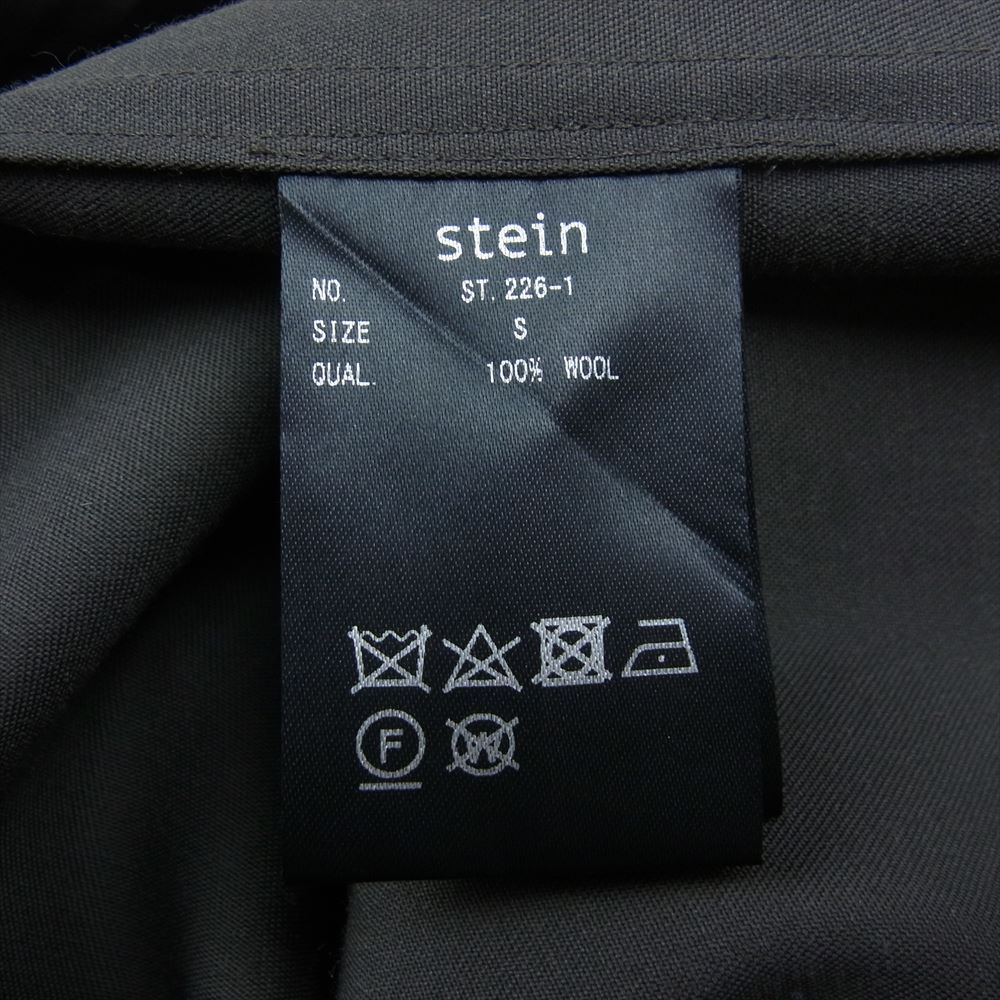 stein
NO. ST.226-1
SIZE S
QUAL. 100% WOOL
F W